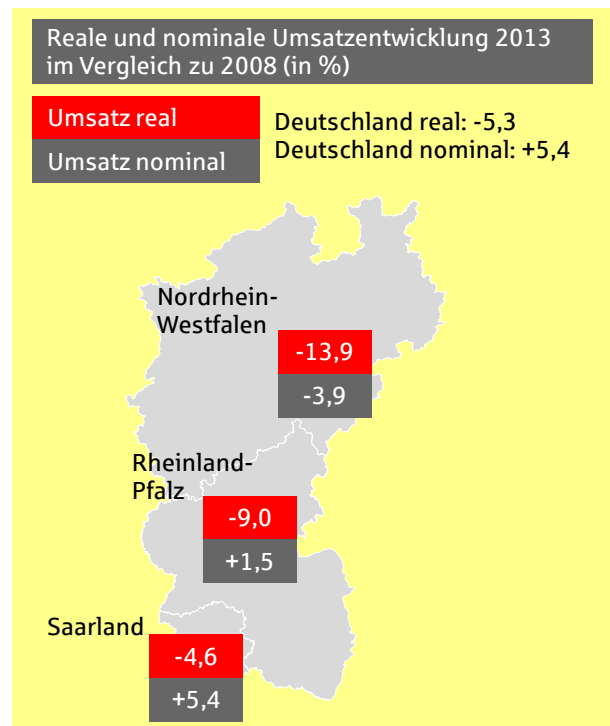 Reale und nominale Umsatzentwicklung 2013
im Vergleich zu 2008 (in %)
Umsatz real
Umsatz nominal
Deutschland real: -5,3
Deutschland nominal: +5,4
Nordrhein-
Westfalen
-13,9
-3,9
Rheinland-
Pfalz
-9,0
+1,5
Saarland
-4,6
+5,4